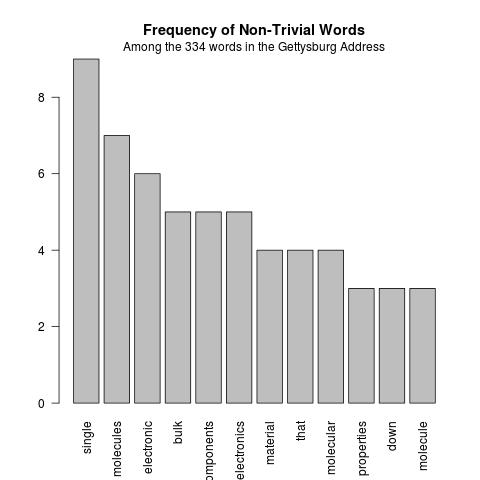 Frequency of Non-Trivial Words
Among the 334 words in the Gettysburg Address
8
6
4
2
0
single
molecules
electronic
bulk
omponents
electronics
material
that
molecular
properties
down
molecule